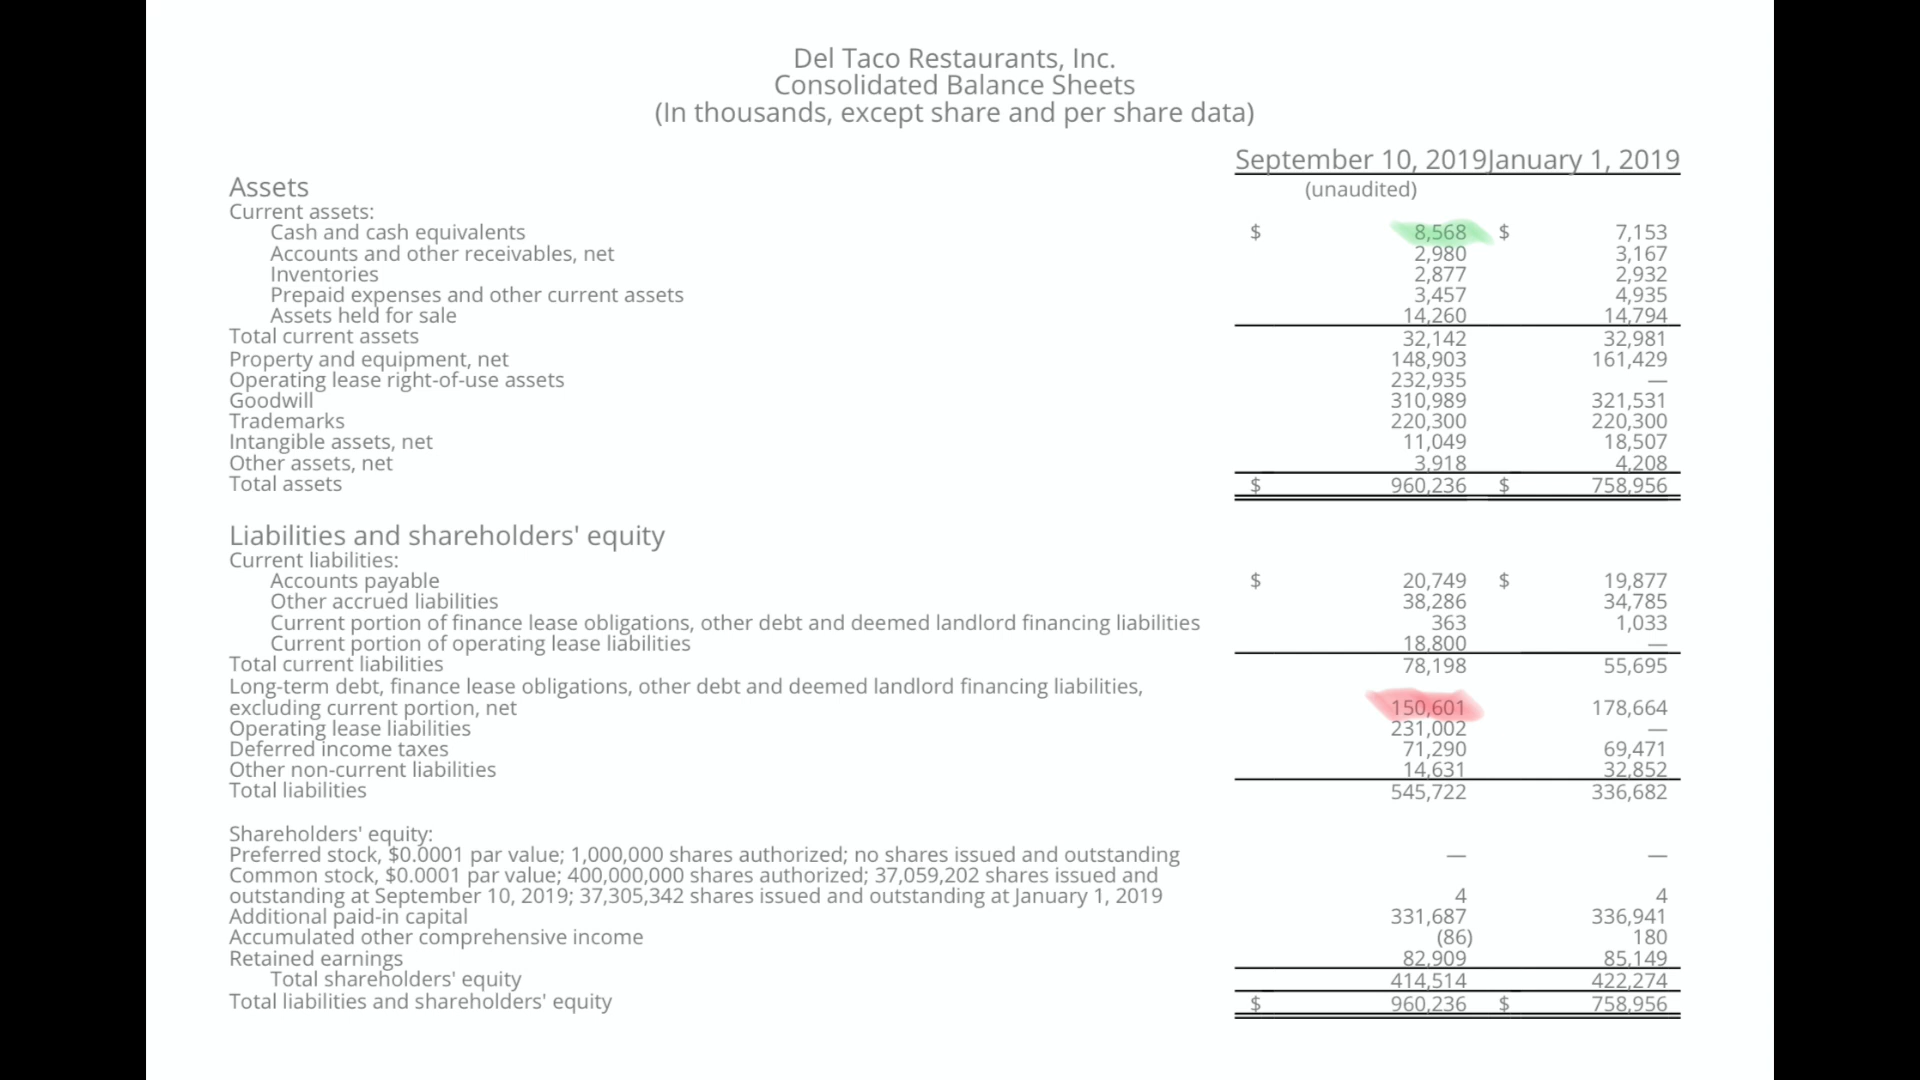 Del Taco Restaurants, Inc.
Consolidated Balance Sheets
(In thousands, except share and per share data)
September 10, 2019 January 1, 2019
Assets (unaudited)
Current assets:
Cash and cash equivalents $ 8,568 $ 7,153
Accounts and other receivables, net 2,980 3,167
Inventories 2,877 2,932
Prepaid expenses and other current assets 3,457 4,935
Assets held for sale 14,260 14,794
Total current assets 32,142 32,981
Property and equipment, net 148,903 161,429
Operating lease right-of-use assets 232,935 —
Goodwill 310,989 321,531
Trademarks 220,300 220,300
Intangible assets, net 11,049 18,507
Other assets, net 3,918 4,208
Total assets $ 960,236 $ 758,956
Liabilities and shareholders' equity
Current liabilities:
Accounts payable $ 20,749 $ 19,877
Other accrued liabilities 38,286 34,785
Current portion of finance lease obligations, other debt and deemed landlord financing liabilities 363 1,033
Current portion of operating lease liabilities 18,800 —
Total current liabilities 78,198 55,695
Long-term debt, finance lease obligations, other debt and deemed landlord financing liabilities,
excluding current portion, net 150,601 178,664
Operating lease liabilities 231,002 —
Deferred income taxes 71,290 69,471
Other non-current liabilities 14,631 32,852
Total liabilities 545,722 336,682
Shareholders' equity:
Preferred stock, $0.0001 par value; 1,000,000 shares authorized; no shares issued and outstanding — —
Common stock, $0.0001 par value; 400,000,000 shares authorized; 37,059,202 shares issued and
outstanding at September 10, 2019; 37,305,342 shares issued and outstanding at January 1, 2019 4 4
Additional paid-in capital 331,687 336,941
Accumulated other comprehensive income (86) 180
Retained earnings 82,909 85,149
Total shareholders' equity 414,514 422,274
Total liabilities and shareholders' equity $ 960,236 $ 758,956